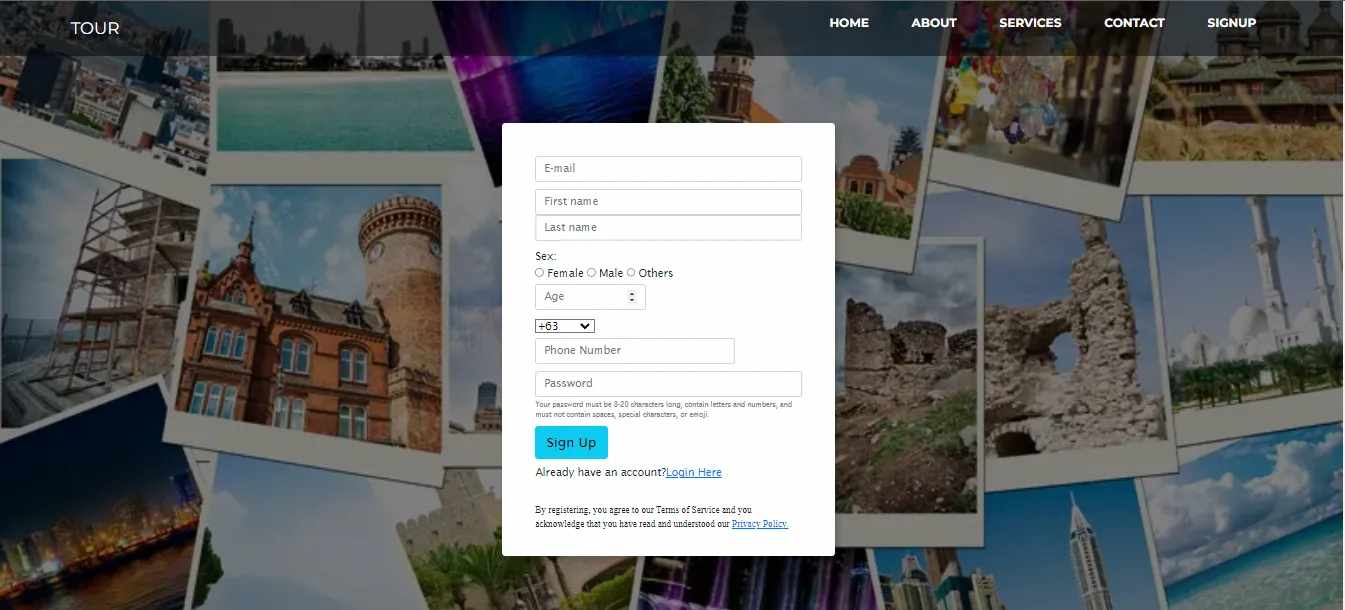 TOUR
HOME ABOUT SERVICES CONTACT SIGNUP
E-mail
First name
Last name
Sex:
Female Male Others
Age
+63
Phone Number
Password
Your password must be 8-20 characters long, contain letters and numbers, and
must not contain spaces, special characters, or emoji.
Sign Up
Already have an account?Login Here
By registering, you agree to our Terms of Service and you
acknowledge that you have read and understood our Privacy Policy.